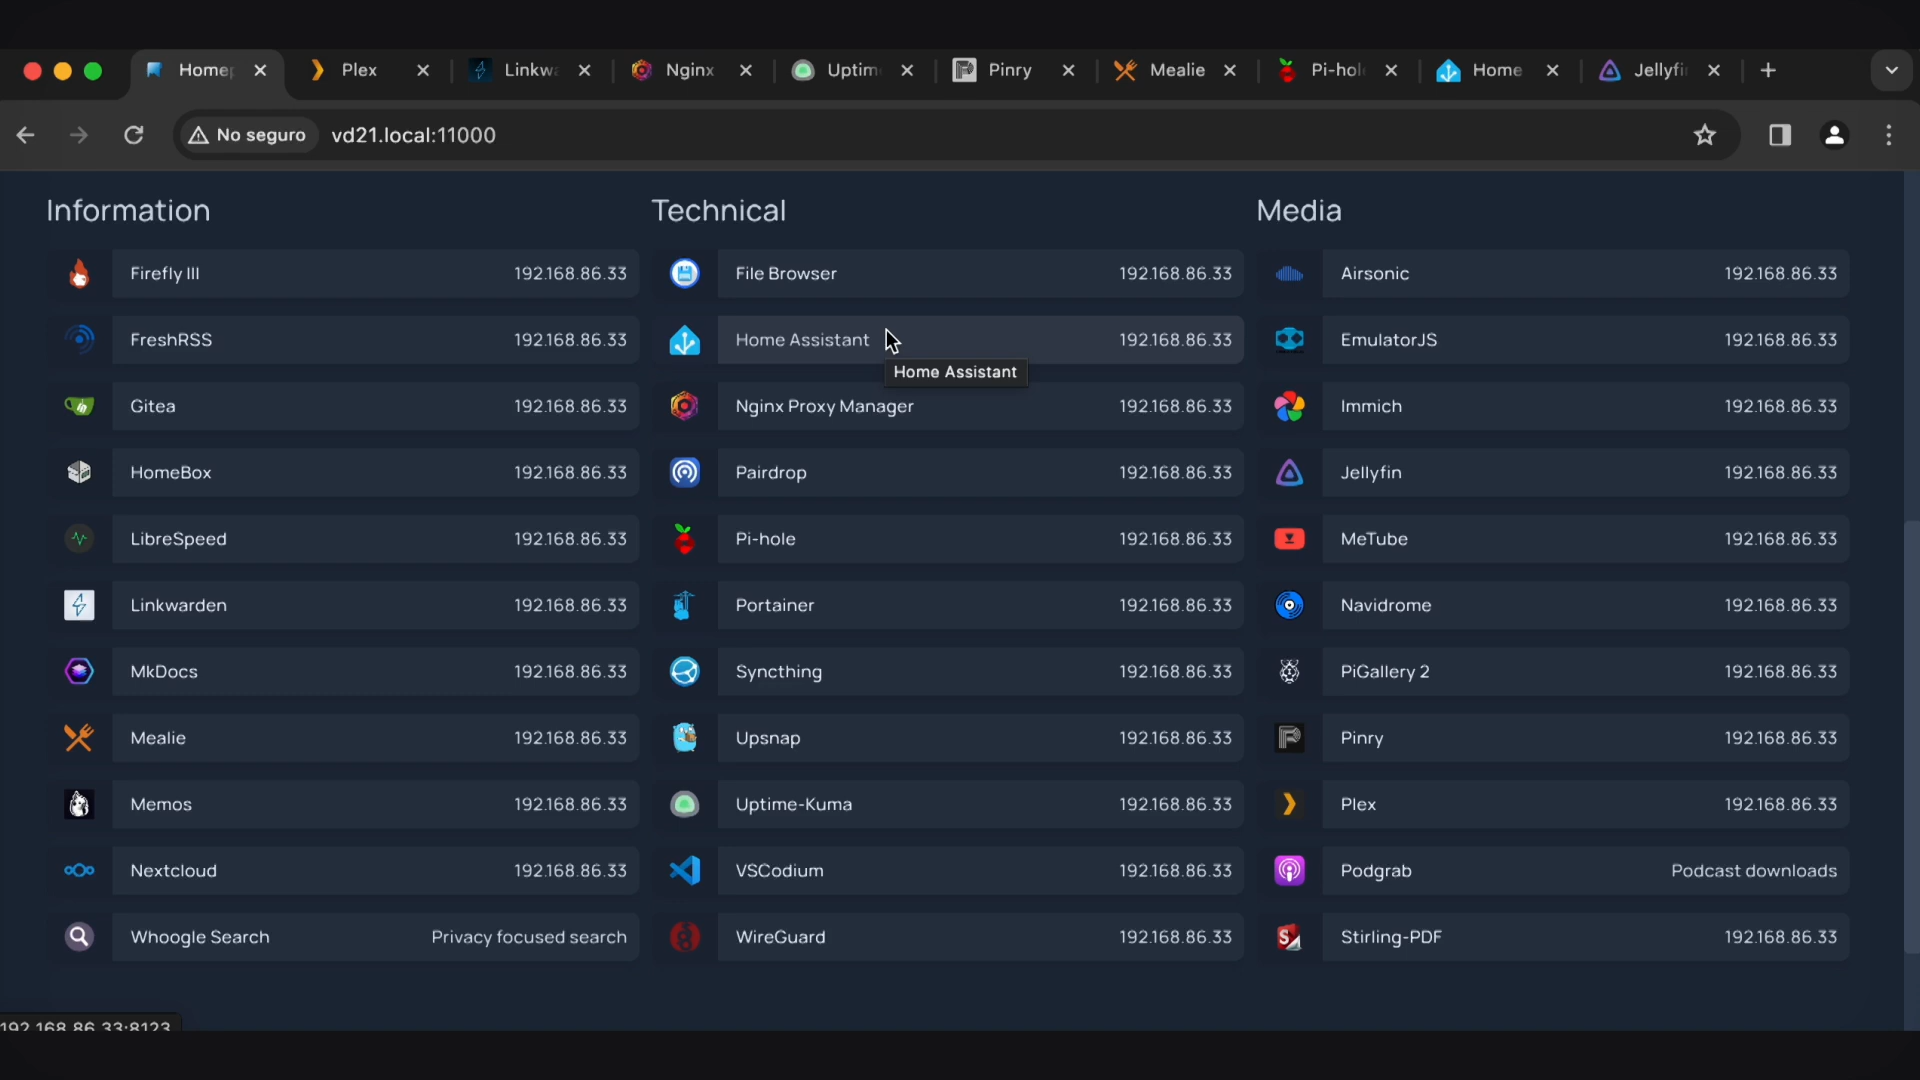 Home
Plex
Linkw
Nginx
Uptim
Pinry
Mealie
Pi-hol
Home
Jellyfi
No seguro
vd21.local:11000
Information
Technical
Media
Firefly III 192.168.86.33
File Browser 192.168.86.33
Airsonic 192.168.86.33
FreshRSS 192.168.86.33
Home Assistant 192.168.86.33
EmulatorJS 192.168.86.33
Home Assistant
Gitea 192.168.86.33
Nginx Proxy Manager 192.168.86.33
Immich 192.168.86.33
HomeBox 192.168.86.33
Pairdrop 192.168.86.33
Jellyfin 192.168.86.33
LibreSpeed 192.168.86.33
Pi-hole 192.168.86.33
MeTube 192.168.86.33
Linkwarden 192.168.86.33
Portainer 192.168.86.33
Navidrome 192.168.86.33
MkDocs 192.168.86.33
Syncthing 192.168.86.33
PiGallery 2 192.168.86.33
Mealie 192.168.86.33
Upsnap 192.168.86.33
Pinry 192.168.86.33
Memos 192.168.86.33
Uptime-Kuma 192.168.86.33
Plex 192.168.86.33
Nextcloud 192.168.86.33
VSCodium 192.168.86.33
Podgrab Podcast downloads
Whoogle Search Privacy focused search
WireGuard 192.168.86.33
Stirling-PDF 192.168.86.33
192.168.86.33:8123